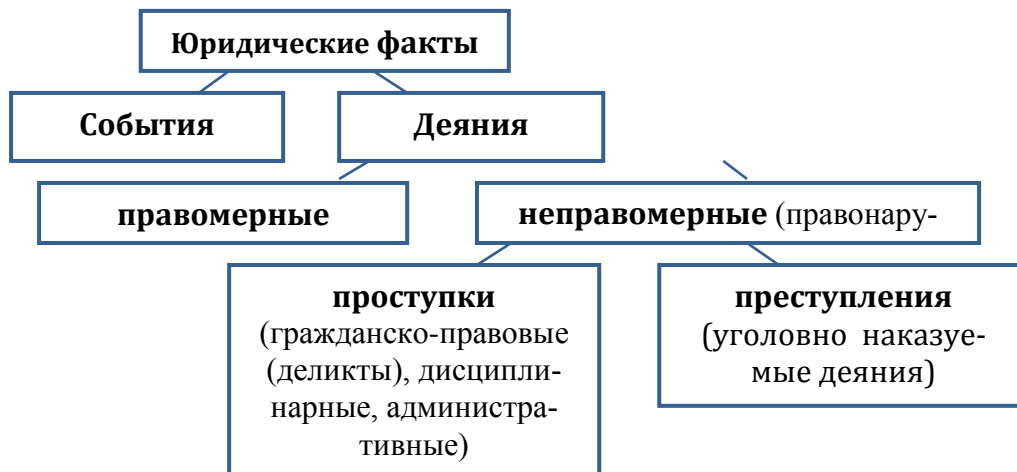 Юридические факты
События
Деяния
правомерные
неправомерные (правонару-
проступки
(гражданско-правовые
(деликты), дисципли-
нарные, администра-
тивные)
преступления
(уголовно наказуе-
мые деяния)